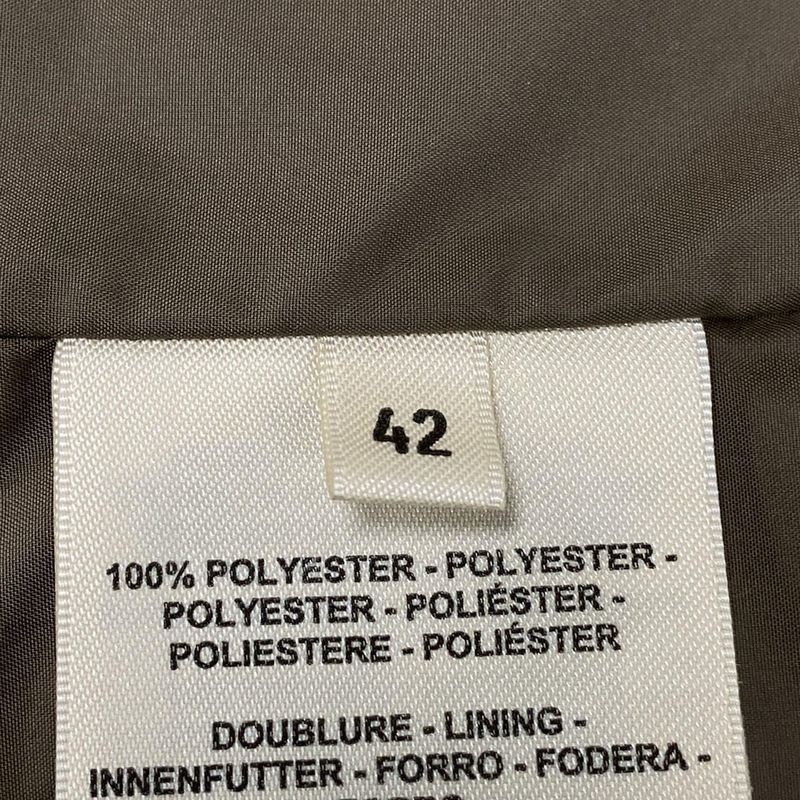 42
100% POLYESTER - POLYESTER -
POLYESTER - POLIÉSTER -
POLIESTERE - POLIÉSTER
DOUBLURE - LINING -
INNENFUTTER - FORRO - FODERA -